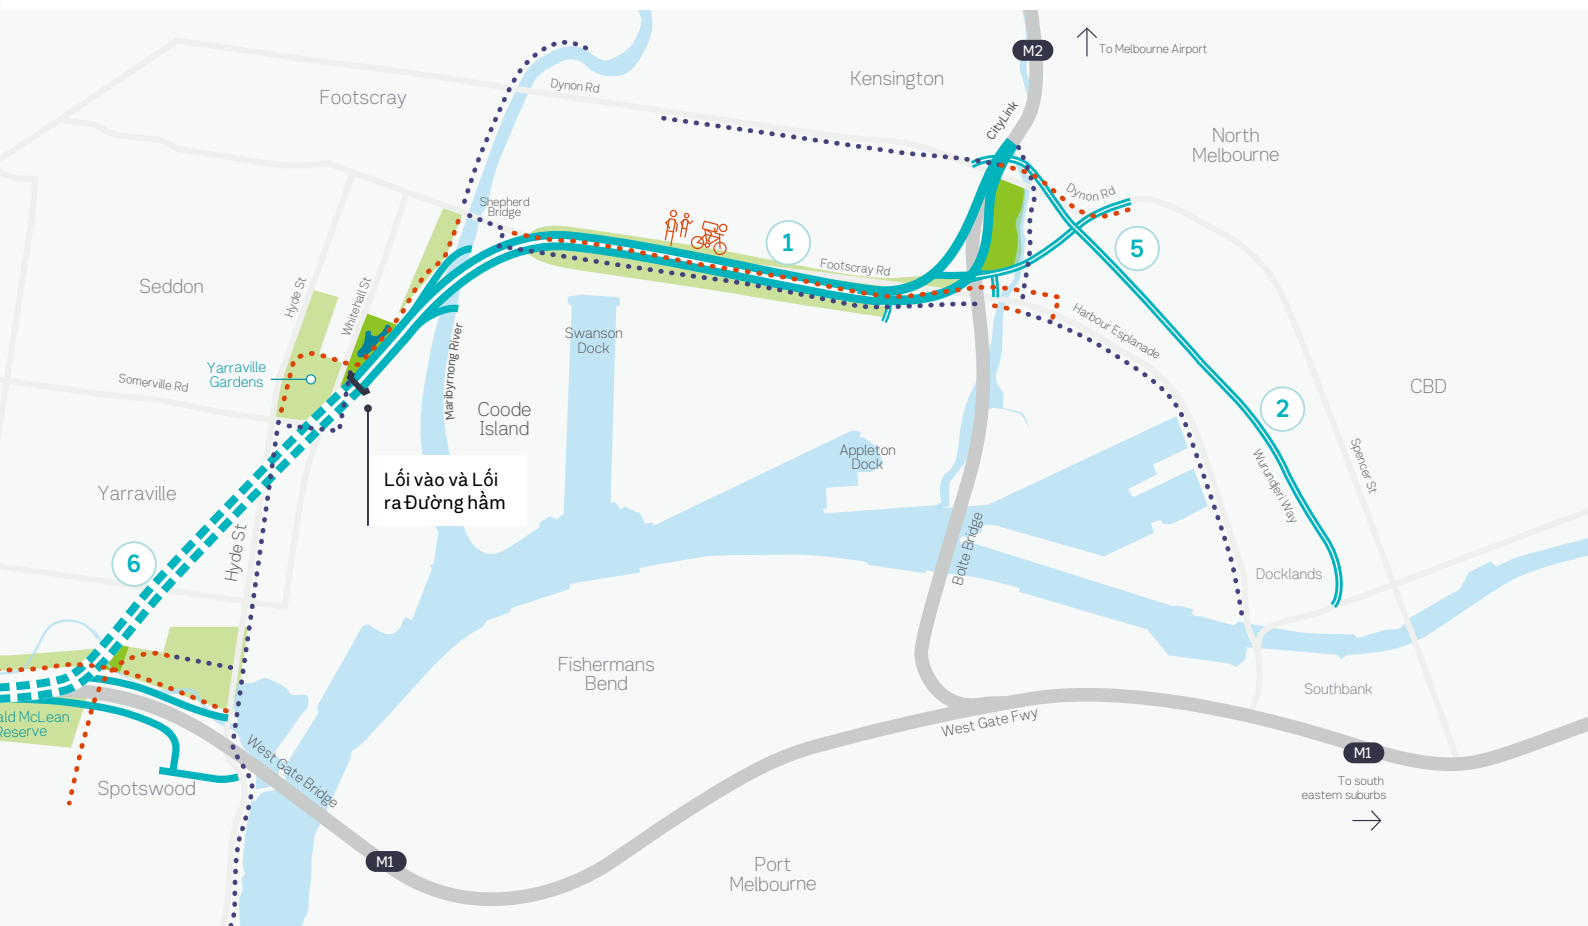 M2
To Melbourne Airport
Kensington
Footscray
Dynon Rd
CityLink
North
Melbourne
Dynon Rd
Shepherd
Bridge
1
5
Footscray Rd
Seddon
Hyde St
Whitehall St
Harbour Esplanade
Swanson
Dock
Maribyrnong River
Yarraville
Gardens
Somerville Rd
CBD
2
Coode
Island
Appleton
Dock
Spencer St
Wurundjeri Way
Lối vào và Lối
ra Đường hầm
Yarraville
Hyde St
6
Bolte Bridge
Docklands
Fishermans
Bend
Southbank
ald McLean
Reserve
West Gate Fwy
West Gate Bridge
M1
Spotswood
To south
eastern suburbs
M1
Port
Melbourne